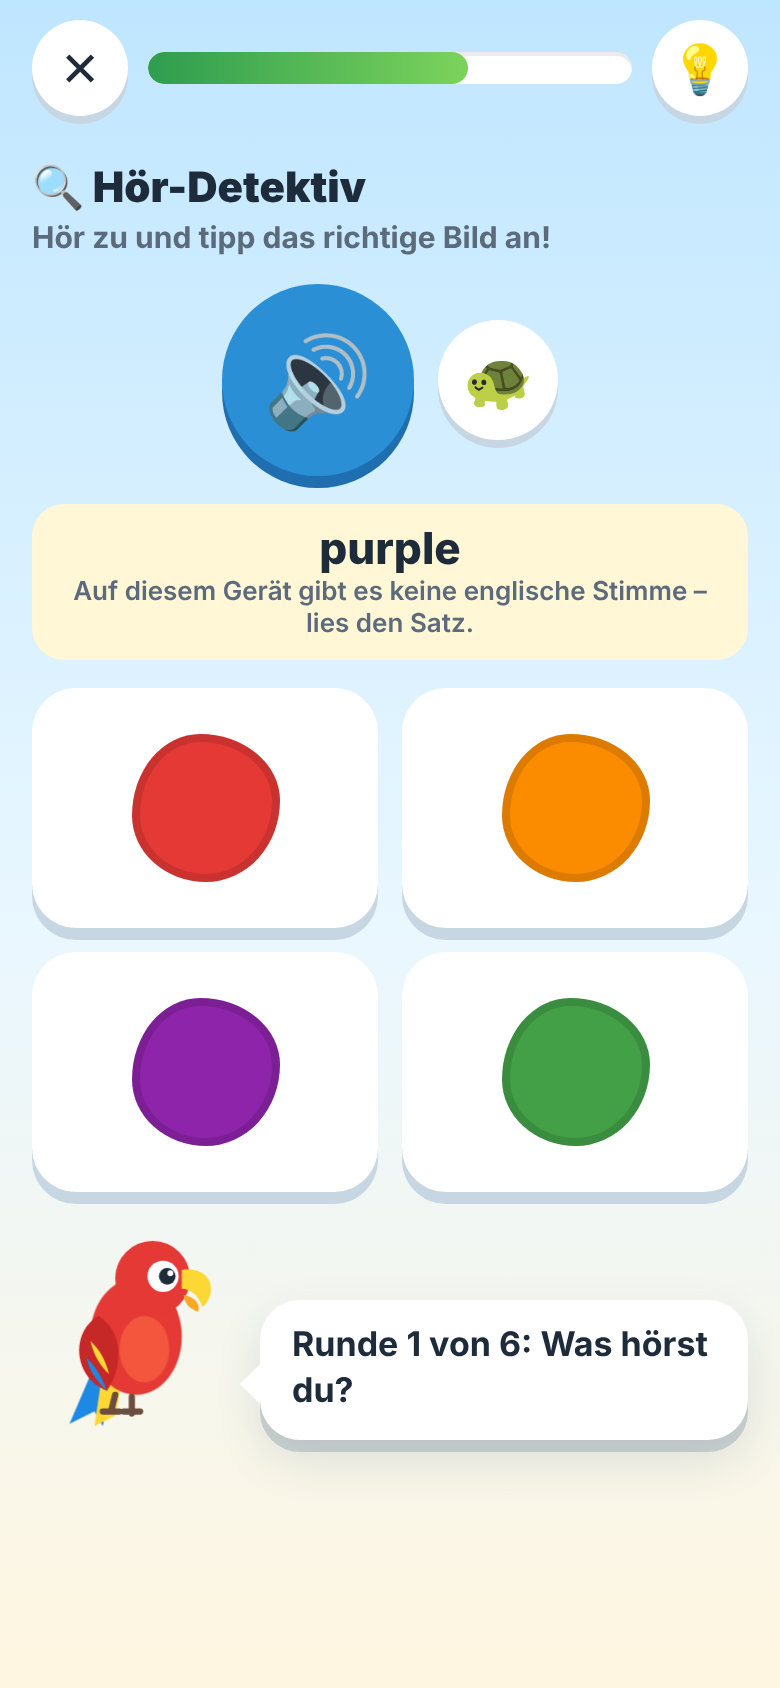 Hör-Detektiv
Hör zu und tipp das richtige Bild an!
purple
Auf diesem Gerät gibt es keine englische Stimme –
lies den Satz.
Runde 1 von 6: Was hörst
du?